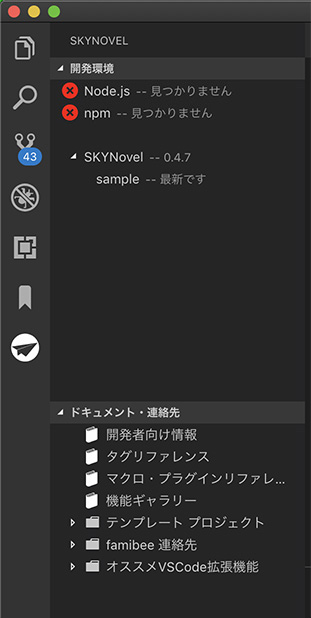 SKYNOVEL
開発環境
Node.js -- 見つかりません
npm -- 見つかりません
43
SKYNovel -- 0.4.7
sample -- 最新です
ドキュメント・連絡先
開発者向け情報
タグリファレンス
マクロ・プラグインリファレ...
機能ギャラリー
テンプレート プロジェクト
famibee 連絡先
オススメVSCode拡張機能